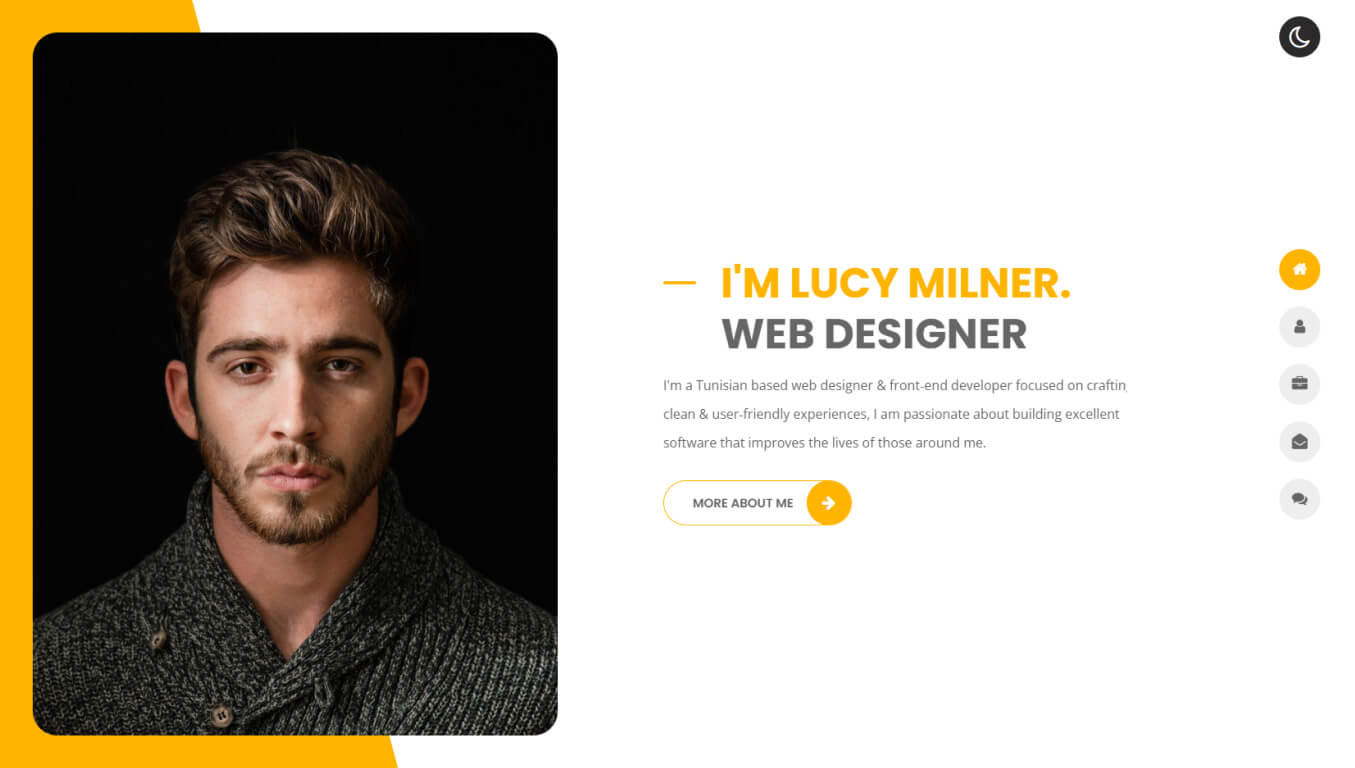 I'M LUCY MILNER.
WEB DESIGNER
I'm a Tunisian based web designer & front-end developer focused on craftin
clean & user-friendly experiences, I am passionate about building excellent
software that improves the lives of those around me.
MORE ABOUT ME